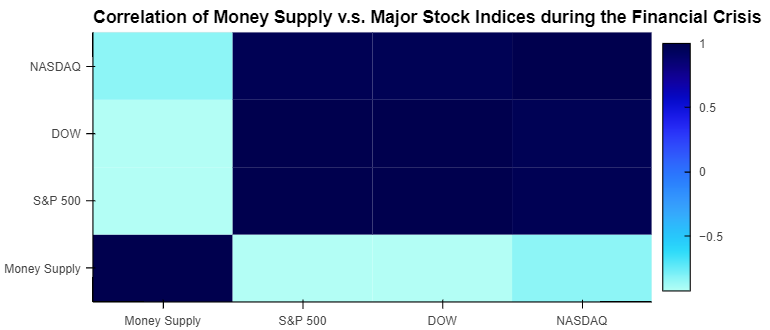 Correlation of Money Supply v.s. Major Stock Indices during the Financial Crisis
NASDAQ
DOW
S&P 500
Money Supply
Money Supply
S&P 500
DOW
NASDAQ
1
0.5
0
−0.5